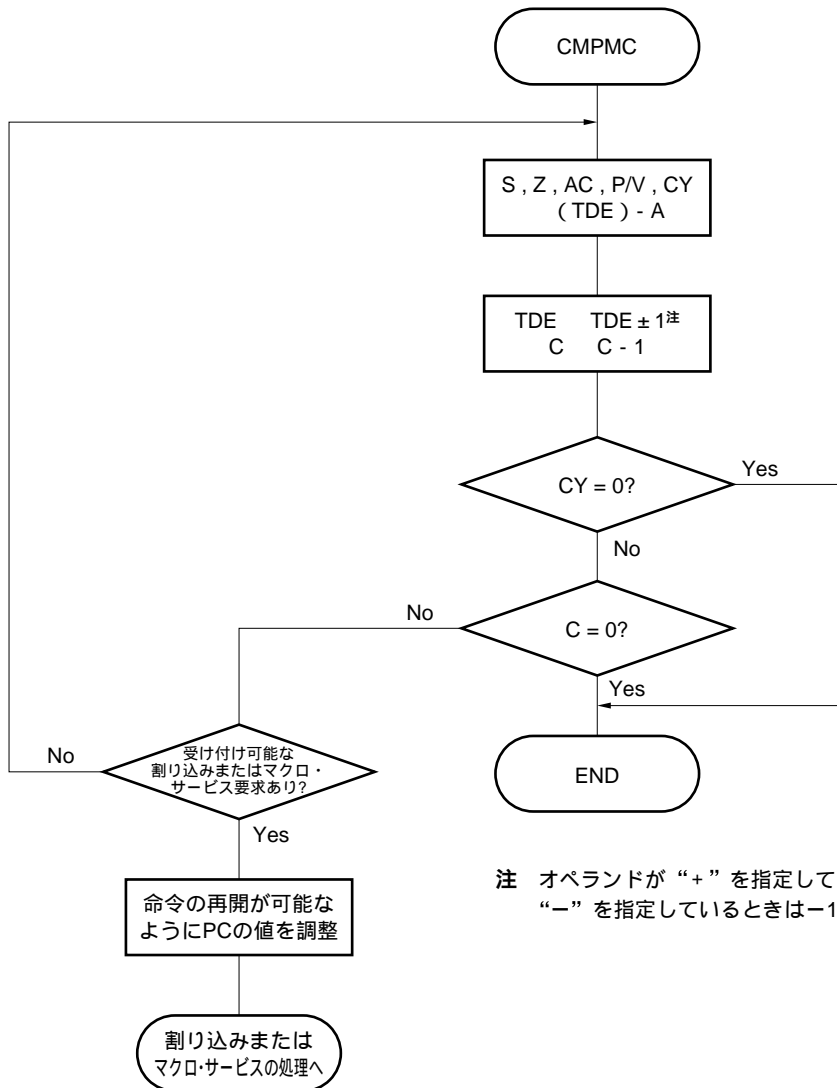 CMPMC
S , Z , AC , P/V , CY
( TDE ) - A
TDE TDE ± 1注
C C - 1
CY = 0?
Yes
No
C = 0?
No
Yes
受け付け可能な
割り込みまたはマクロ・
サービス要求あり?
No
Yes
END
命令の再開が可能な
ようにPCの値を調整
割り込みまたは
マクロ・サービスの処理へ
注 オペランドが “+” を指定して
“−” を指定しているときは−1